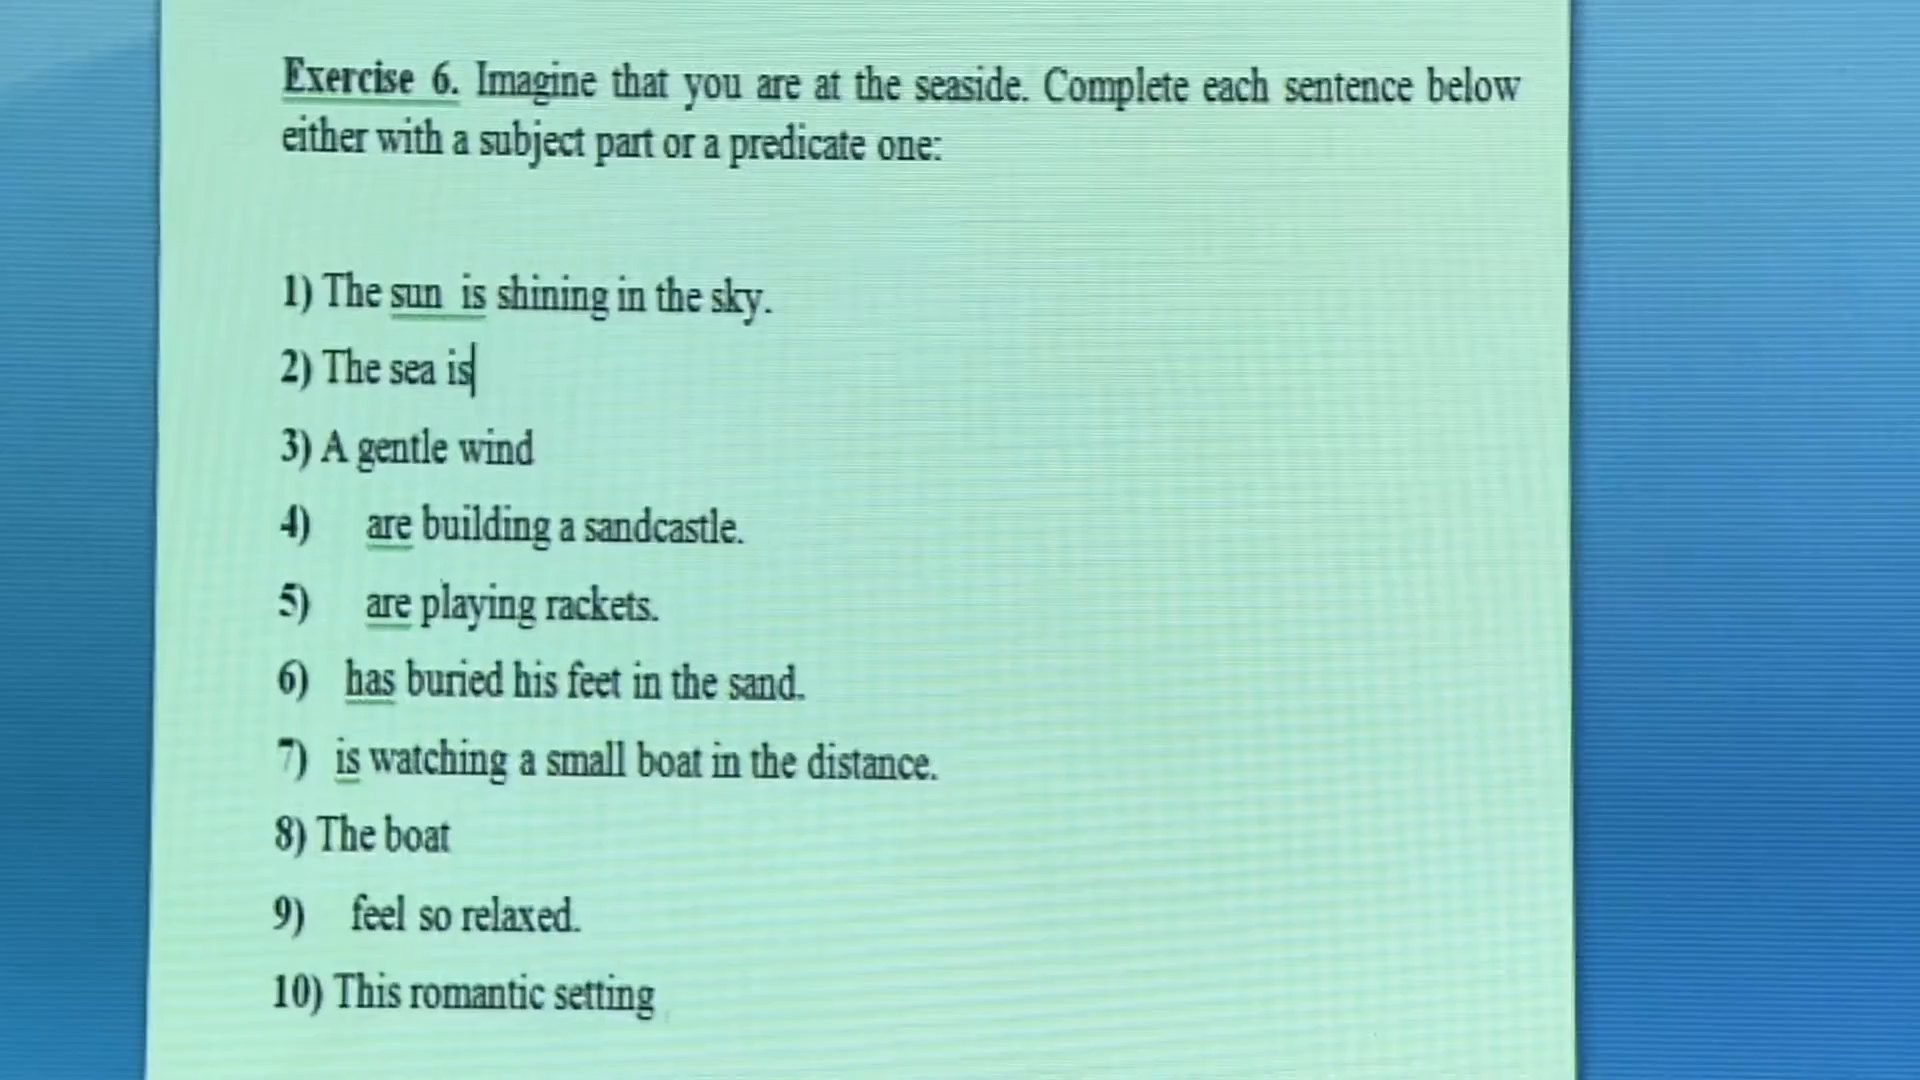 Exercise 6. Imagine that you are at the seaside. Complete each sentence below
either with a subject part or a predicate one:
1) The sun is shining in the sky.
2) The sea is
3) A gentle wind
4) are building a sandcastle.
5) are playing rackets.
6) has buried his feet in the sand.
7) is watching a small boat in the distance.
8) The boat
9) feel so relaxed.
10) This romantic setting